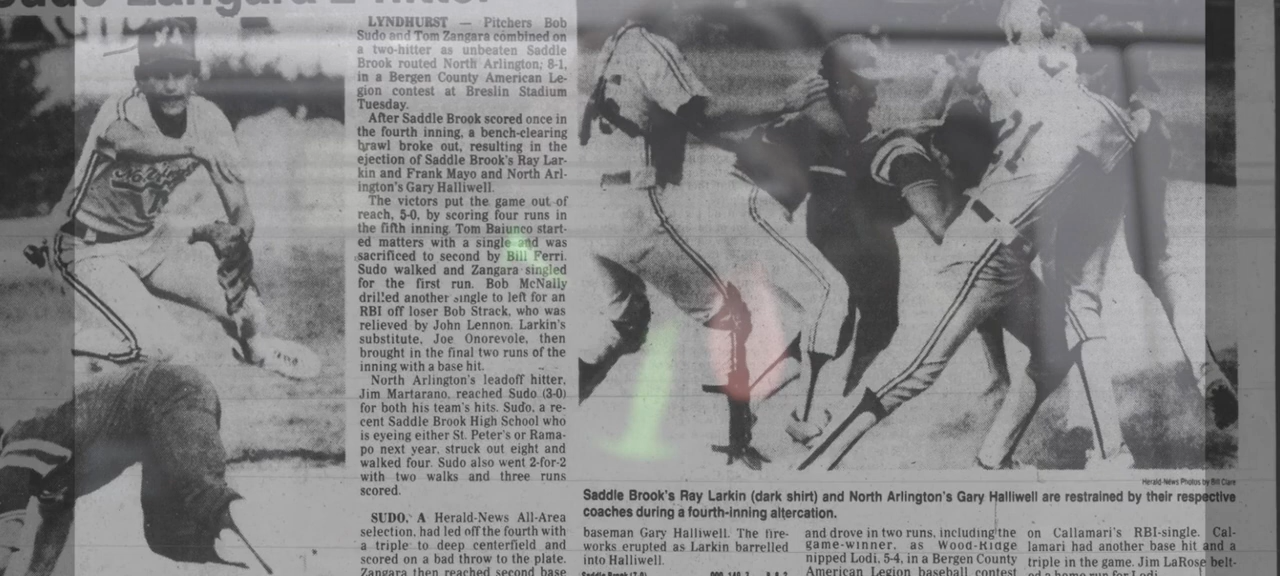 LYNDHURST — Pitchers Bob
Sudo and Tom Zangara combined on
a two-hitter as unbeaten Saddle
Brook routed North Arlington, 8-1,
in a Bergen County American Le-
gion contest at Breslin Stadium
Tuesday.
After Saddle Brook scored once in
the fourth inning, a bench-clearing
brawl broke out, resulting in the
ejection of Saddle Brook's Ray Lar-
kin and Frank Mayo and North Arl-
ington's Gary Halliwell.
The victors put the game out of
reach, 5-0, by scoring four runs in
the fifth inning. Tom Baiunco start-
ed matters with a single and was
sacrificed to second by Bill Ferri.
Sudo walked and Zangara singled
for the first run. Bob McNally
drilled another single to left for an
RBI off loser Bob Strack, who was
relieved by John Lennon. Larkin's
substitute, Joe Onorevole, then
brought in the final two runs of the
inning with a base hit.
North Arlington's leadoff hitter,
Jim Martarano, reached Sudo (3-0)
for both his team's hits. Sudo, a re-
cent Saddle Brook High School who
is eyeing either St. Peter's or Rama-
po next year, struck out eight and
walked four. Sudo also went 2-for-2
with two walks and three runs
scored.
SUDO, A Herald-News All-Area
selection, had led off the fourth with
a triple to deep centerfield and
scored on a bad throw to the plate.
Zangara then reached second base
Herald-News Photos by Bill Clare
Saddle Brook's Ray Larkin (dark shirt) and North Arlington's Gary Halliwell are restrained by their respective
coaches during a fourth-inning altercation.
baseman Gary Halliwell. The fire-
works erupted as Larkin barrelled
into Halliwell.
and drove in two runs, including the
game-winner, as Wood-Ridge
nipped Lodi, 5-4, in a Bergen County
American Legion baseball contest
on Callamari's RBI-single. Cal-
lamari had another base hit and a
triple in the game. Jim LaRose belt-
ed a home run for Lodi.